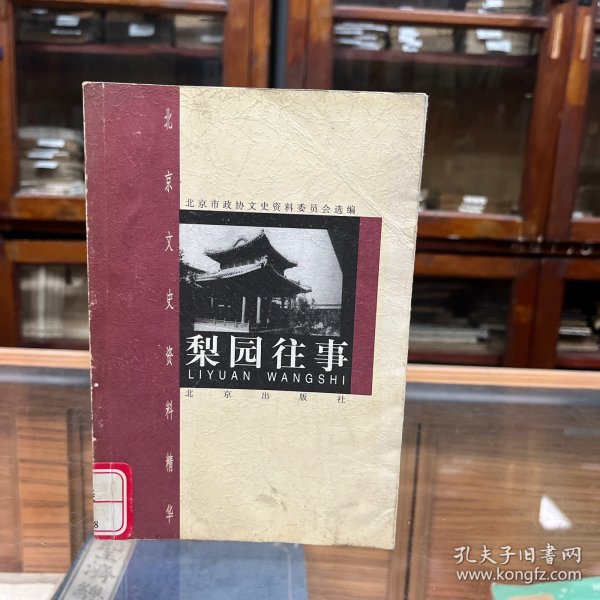 北京文史资料精华
北京市政协文史资料委员会选编
梨园往事
LIYUAN WANGSHI
北京出版社
8
孔夫子旧书网
www.kongfz.com